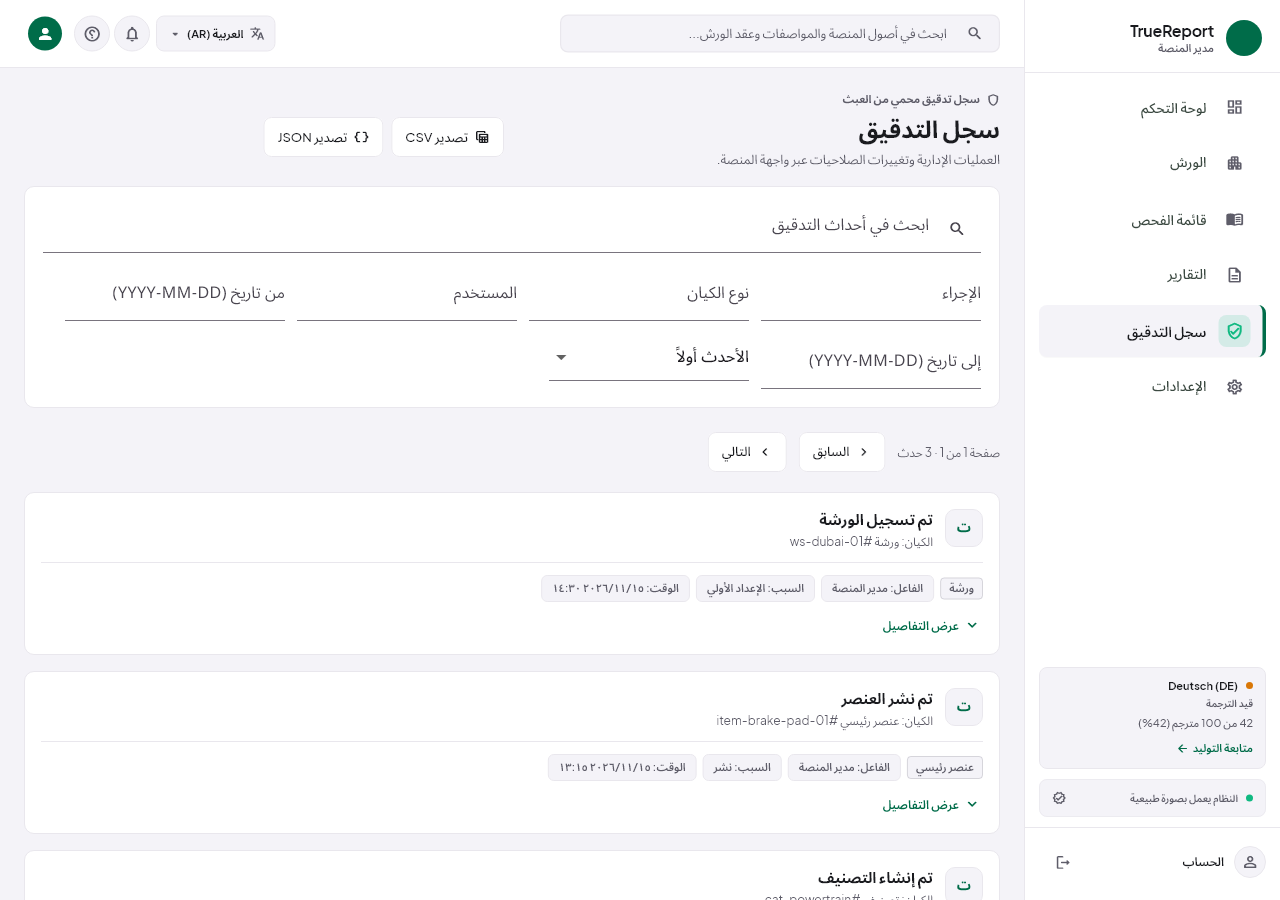 TrueReport
مدير المنصة
لوحة التحكم
الورش
قائمة الفحص
التقارير
سجل التدقيق
الإعدادات
Deutsch (DE)
قيد الترجمة
42 من 100 مترجم (42%)
متابعة التوليد
النظام يعمل بصورة طبيعية
الحساب
ابحث في أصول المنصة والمواصفات وعقد الورش...
العربية (AR)
سجل تدقيق محمي من العبث
سجل التدقيق
العمليات الإدارية وتغييرات الصلاحيات عبر واجهة المنصة.
تصدير CSV
تصدير JSON
ابحث في أحداث التدقيق
الإجراء
نوع الكيان
المستخدم
من تاريخ (YYYY-MM-DD)
إلى تاريخ (YYYY-MM-DD)
الأحدث أولاً
صفحة 1 من 1 · 3 حدث
السابق
التالي
ت
تم تسجيل الورشة
الكيان: ورشة #ws-dubai-01
ورشة
الفاعل: مدير المنصة
السبب: الإعداد الأولي
الوقت: ١٥‏/١١‏/٢٠٢٦ ١٤:٣٠
عرض التفاصيل
ت
تم نشر العنصر
الكيان: عنصر رئيسي #item-brake-pad-01
عنصر رئيسي
الفاعل: مدير المنصة
السبب: نشر
الوقت: ١٥‏/١١‏/٢٠٢٦ ١٣:١٥
عرض التفاصيل
ت
تم إنشاء التصنيف
الكيان: تصنيف #cat-powertrain